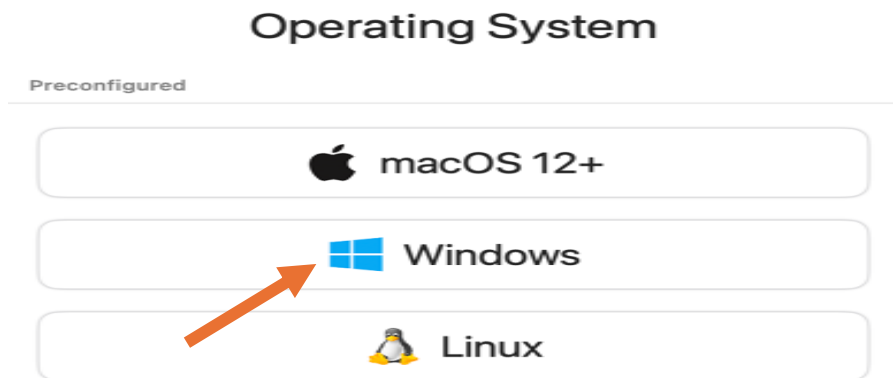 Operating System
Preconfigured
macOS 12+
Windows
Linux